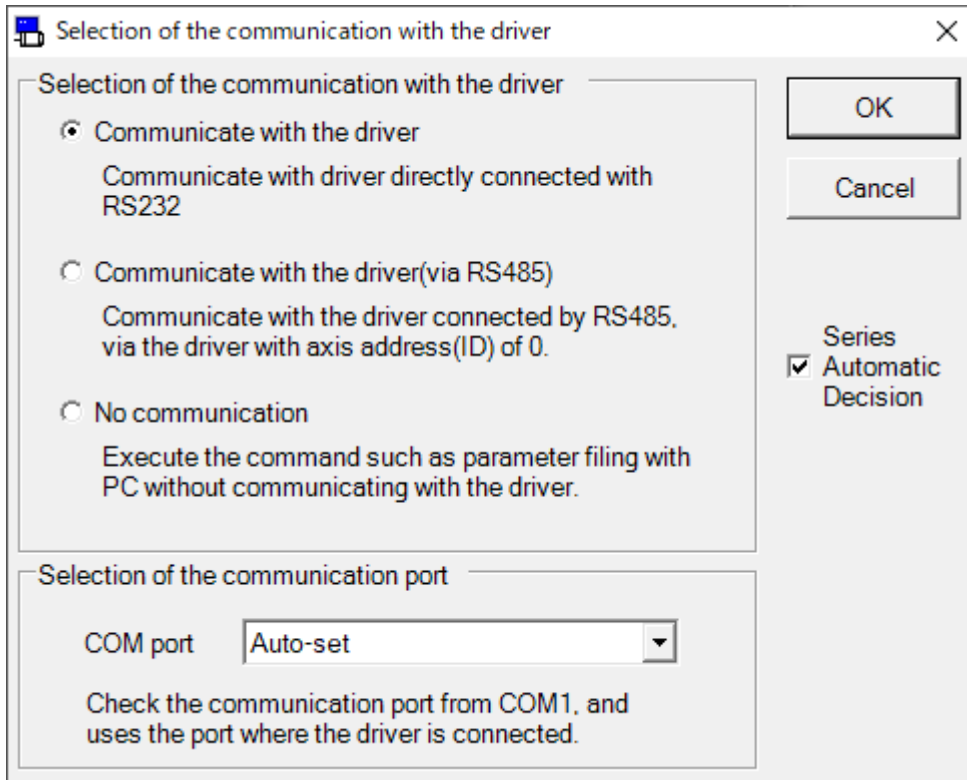 Selection of the communication with the driver
Selection of the communication with the driver
OK
Communicate with the driver
Communicate with driver directly connected with
RS232
Cancel
Communicate with the driver(via RS485)
Communicate with the driver connected by RS485,
via the driver with axis address(ID) of 0.
Series
Automatic
Decision
No communication
Execute the command such as parameter filing with
PC without communicating with the driver.
Selection of the communication port
COM port
Auto-set
Check the communication port from COM1, and
uses the port where the driver is connected.